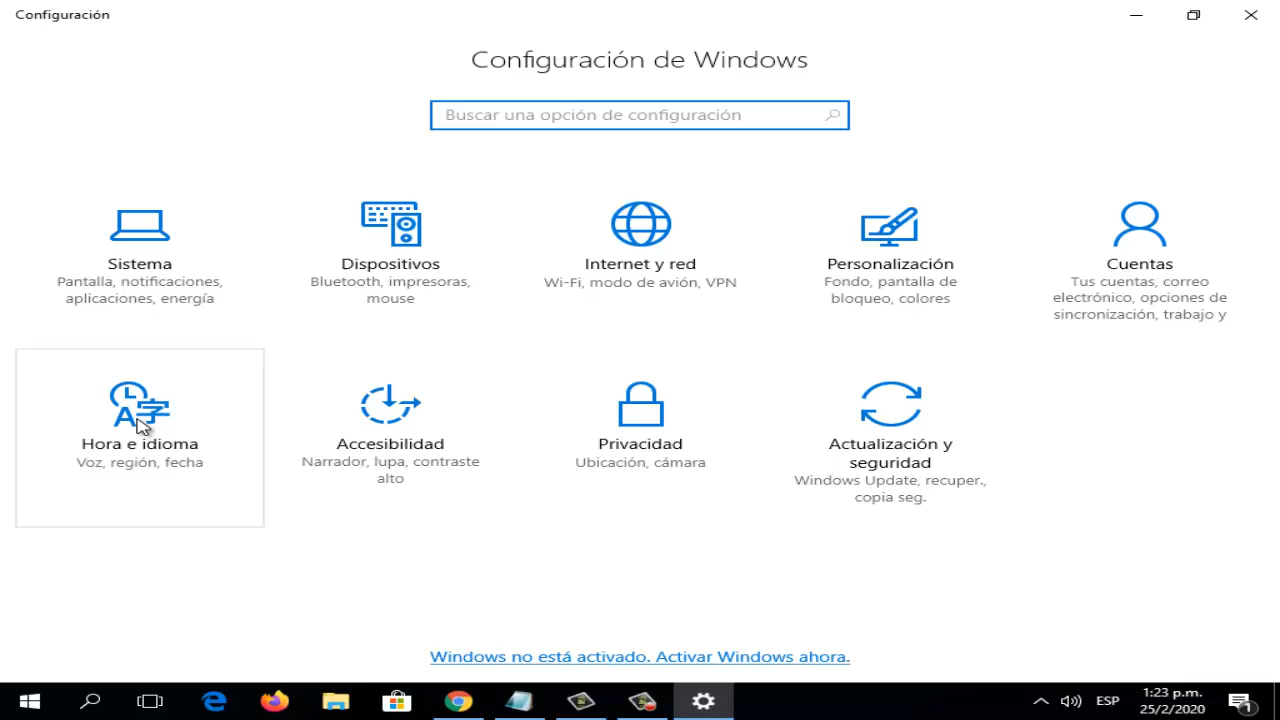 Configuración
Configuración de Windows
Buscar una opción de configuración
Sistema
Pantalla, notificaciones,
aplicaciones, energía
Dispositivos
Bluetooth, impresoras,
mouse
Internet y red
Wi-Fi, modo de avión, VPN
Personalización
Fondo, pantalla de
bloqueo, colores
Cuentas
Tus cuentas, correo
electrónico, opciones de
sincronización, trabajo y
Hora e idioma
Voz, región, fecha
Accesibilidad
Narrador, lupa, contraste
alto
Privacidad
Ubicación, cámara
Actualización y
seguridad
Windows Update, recuper.,
copia seg.
Windows no está activado. Activar Windows ahora.
ESP
1:23 p.m.
25/2/2020
1